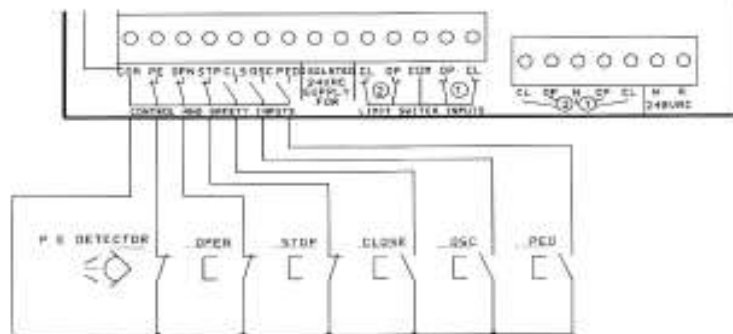 COM PE OPN STP CLS OSC PED ISOLATED CL OP COM OP CL
24VAC
SUPPLY
FOR
2 1
CONTROL AND SAFETY INPUTS LIMIT SWITCH INPUTS
CL OP N OP CL N A
2 1 240VAC
P E DETECTOR OPEN STOP CLOSE OSC PED